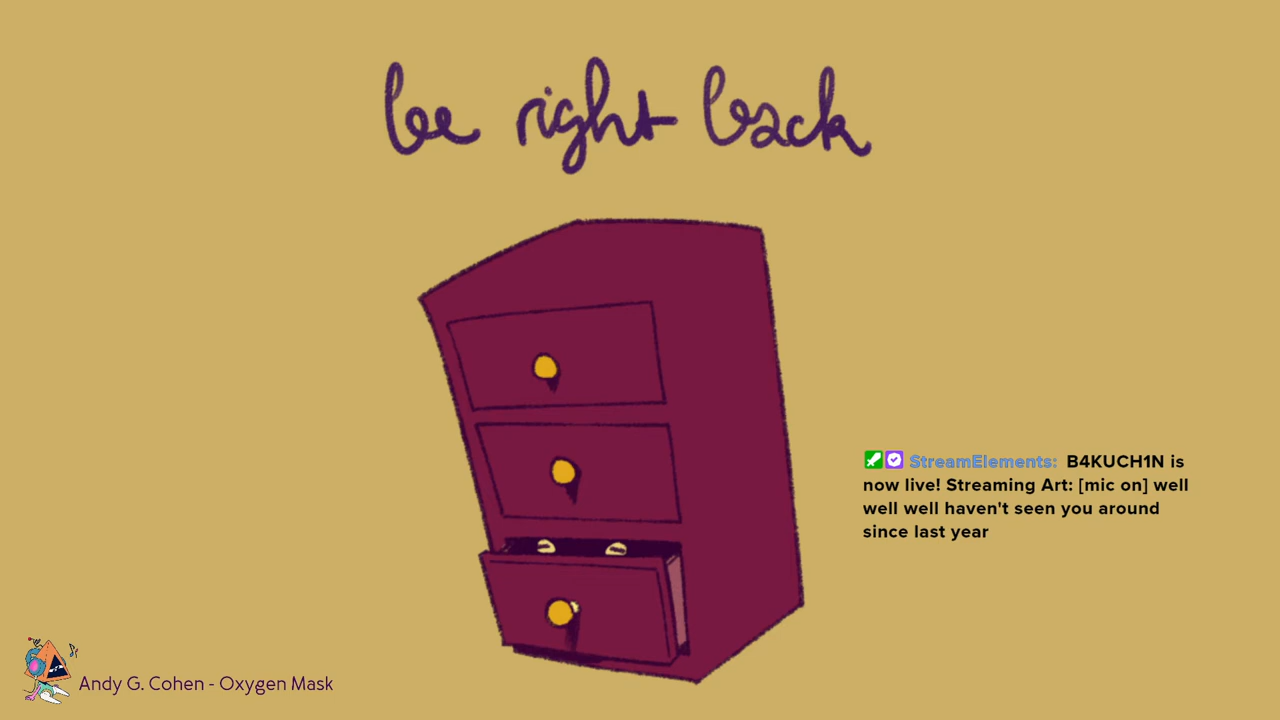 be right back
StreamElements: B4KUCH1N is
now live! Streaming Art: [mic on] well
well well haven't seen you around
since last year
Andy G. Cohen - Oxygen Mask